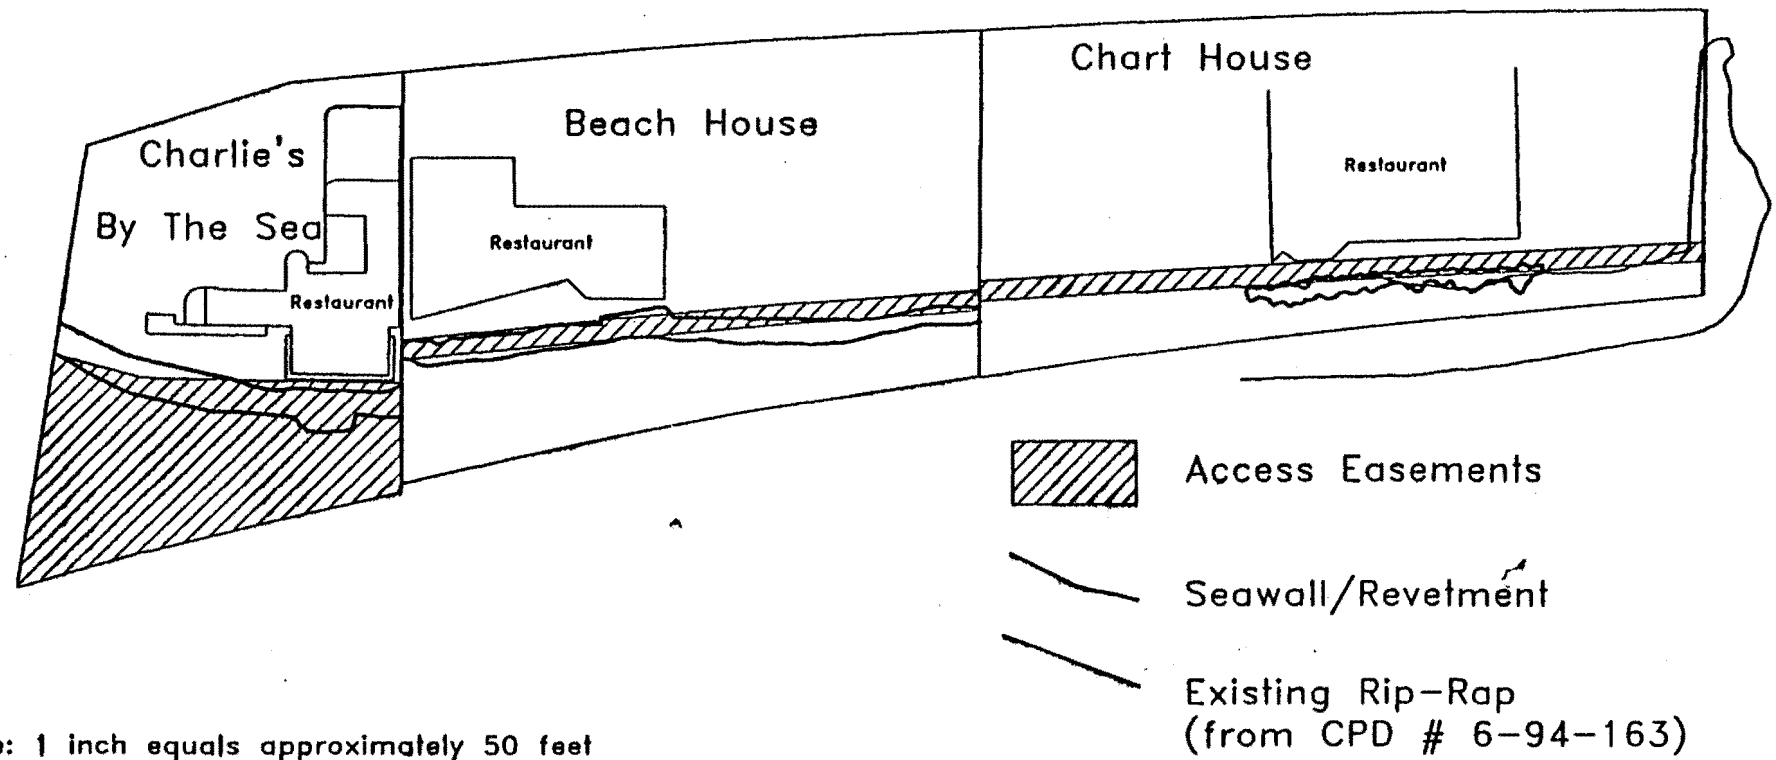 Chart House
Beach House
Charlie's
By The Sea
Restaurant
Restaurant
Restaurant
Access Easements
Seawall/Revetment
Existing Rip-Rap
(from CPD # 6-94-163)
: 1 inch equals approximately 50 feet